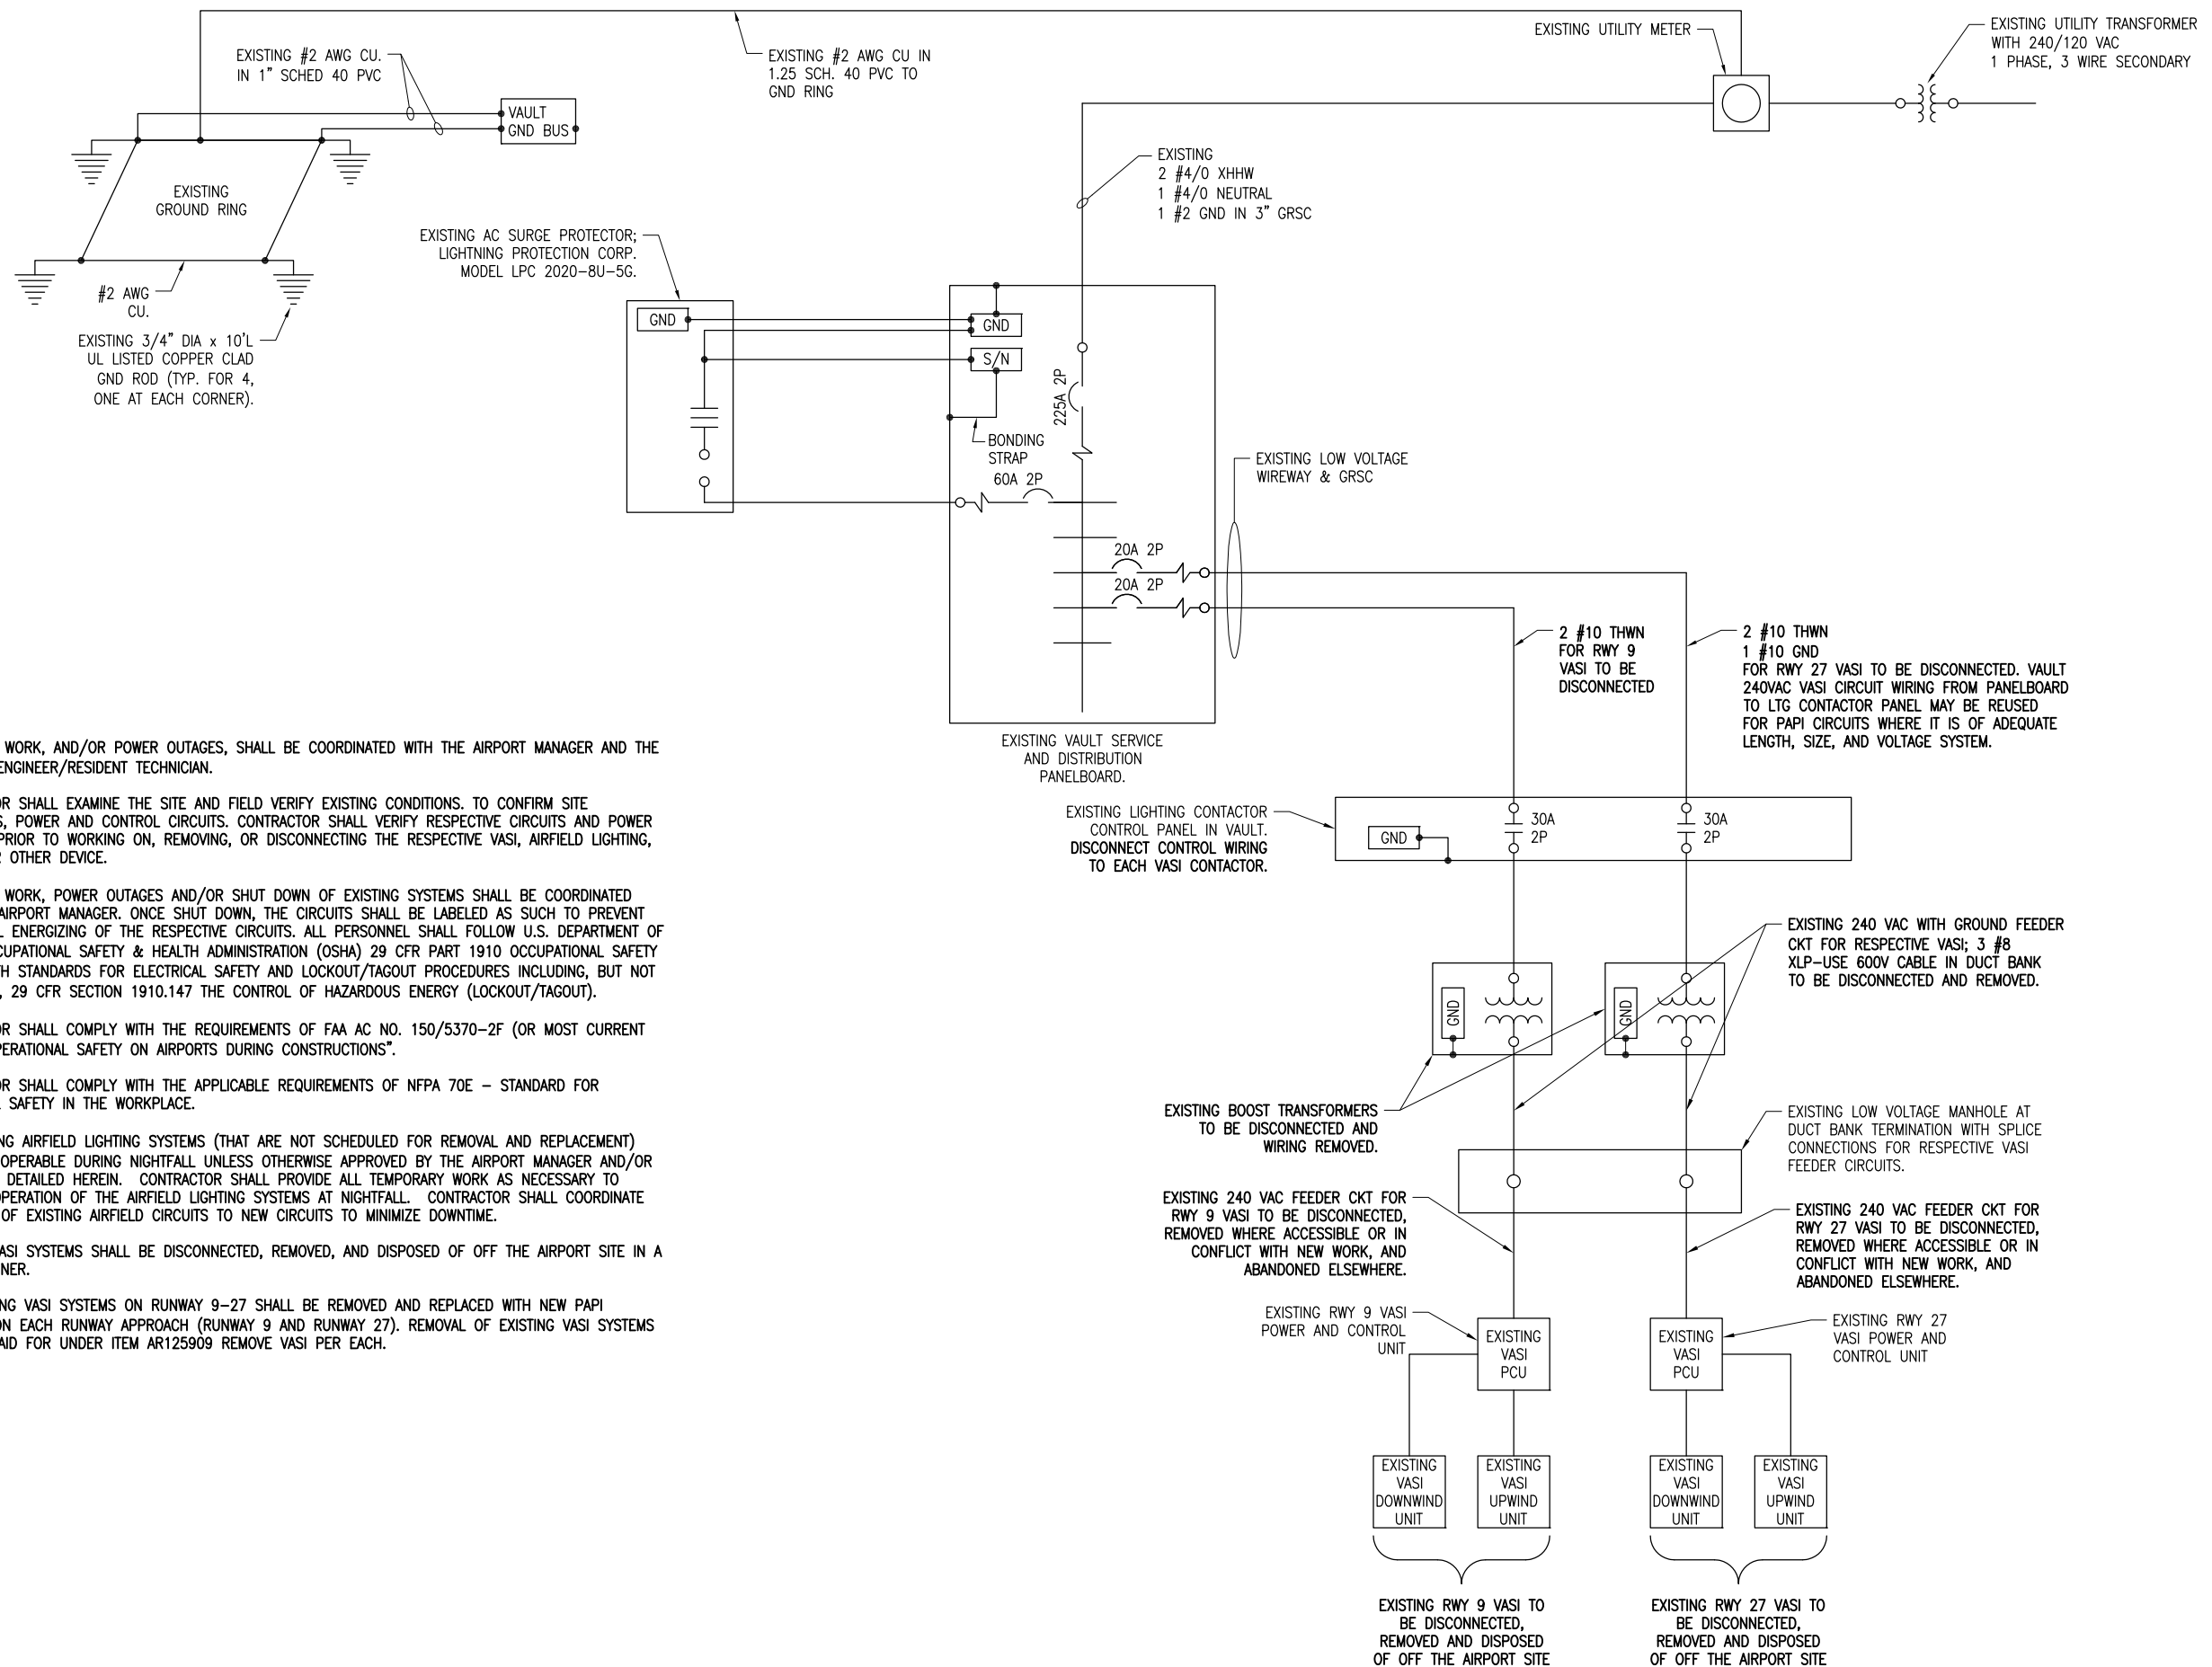 EXISTING #2 AWG CU.
IN 1" SCHED 40 PVC
EXISTING #2 AWG CU IN
1.25 SCH. 40 PVC TO
GND RING
EXISTING UTILITY METER
EXISTING UTILITY TRANSFORMER
WITH 240/120 VAC
1 PHASE, 3 WIRE SECONDARY
VAULT
GND BUS
EXISTING
GROUND RING
#2 AWG
CU.
EXISTING 3/4" DIA x 10'L
UL LISTED COPPER CLAD
GND ROD (TYP. FOR 4,
ONE AT EACH CORNER).
EXISTING
2 #4/0 XHHW
1 #4/0 NEUTRAL
1 #2 GND IN 3" GRSC
EXISTING AC SURGE PROTECTOR;
LIGHTNING PROTECTION CORP.
MODEL LPC 2020-8U-5G.
GND
GND
S/N
225A 2P
BONDING
STRAP
60A 2P
EXISTING LOW VOLTAGE
WIREWAY & GRSC
20A 2P
20A 2P
2 #10 THWN
FOR RWY 9
VASI TO BE
DISCONNECTED
2 #10 THWN
1 #10 GND
FOR RWY 27 VASI TO BE DISCONNECTED. VAULT
240VAC VASI CIRCUIT WIRING FROM PANELBOARD
TO LTG CONTACTOR PANEL MAY BE REUSED
FOR PAPI CIRCUITS WHERE IT IS OF ADEQUATE
LENGTH, SIZE, AND VOLTAGE SYSTEM.
EXISTING VAULT SERVICE
AND DISTRIBUTION
PANELBOARD.
WORK, AND/OR POWER OUTAGES, SHALL BE COORDINATED WITH THE AIRPORT MANAGER AND THE
ENGINEER/RESIDENT TECHNICIAN.
OR SHALL EXAMINE THE SITE AND FIELD VERIFY EXISTING CONDITIONS. TO CONFIRM SITE
S, POWER AND CONTROL CIRCUITS. CONTRACTOR SHALL VERIFY RESPECTIVE CIRCUITS AND POWER
PRIOR TO WORKING ON, REMOVING, OR DISCONNECTING THE RESPECTIVE VASI, AIRFIELD LIGHTING,
OTHER DEVICE.
WORK, POWER OUTAGES AND/OR SHUT DOWN OF EXISTING SYSTEMS SHALL BE COORDINATED
AIRPORT MANAGER. ONCE SHUT DOWN, THE CIRCUITS SHALL BE LABELED AS SUCH TO PREVENT
L ENERGIZING OF THE RESPECTIVE CIRCUITS. ALL PERSONNEL SHALL FOLLOW U.S. DEPARTMENT OF
CUPATIONAL SAFETY & HEALTH ADMINISTRATION (OSHA) 29 CFR PART 1910 OCCUPATIONAL SAFETY
TH STANDARDS FOR ELECTRICAL SAFETY AND LOCKOUT/TAGOUT PROCEDURES INCLUDING, BUT NOT
, 29 CFR SECTION 1910.147 THE CONTROL OF HAZARDOUS ENERGY (LOCKOUT/TAGOUT).
OR SHALL COMPLY WITH THE REQUIREMENTS OF FAA AC NO. 150/5370-2F (OR MOST CURRENT
PERATIONAL SAFETY ON AIRPORTS DURING CONSTRUCTIONS".
OR SHALL COMPLY WITH THE APPLICABLE REQUIREMENTS OF NFPA 70E - STANDARD FOR
SAFETY IN THE WORKPLACE.
NG AIRFIELD LIGHTING SYSTEMS (THAT ARE NOT SCHEDULED FOR REMOVAL AND REPLACEMENT)
OPERABLE DURING NIGHTFALL UNLESS OTHERWISE APPROVED BY THE AIRPORT MANAGER AND/OR
DETAILED HEREIN. CONTRACTOR SHALL PROVIDE ALL TEMPORARY WORK AS NECESSARY TO
OPERATION OF THE AIRFIELD LIGHTING SYSTEMS AT NIGHTFALL. CONTRACTOR SHALL COORDINATE
OF EXISTING AIRFIELD CIRCUITS TO NEW CIRCUITS TO MINIMIZE DOWNTIME.
ASI SYSTEMS SHALL BE DISCONNECTED, REMOVED, AND DISPOSED OF OFF THE AIRPORT SITE IN A
NER.
NG VASI SYSTEMS ON RUNWAY 9-27 SHALL BE REMOVED AND REPLACED WITH NEW PAPI
ON EACH RUNWAY APPROACH (RUNWAY 9 AND RUNWAY 27). REMOVAL OF EXISTING VASI SYSTEMS
AID FOR UNDER ITEM AR125909 REMOVE VASI PER EACH.
EXISTING LIGHTING CONTACTOR
CONTROL PANEL IN VAULT.
DISCONNECT CONTROL WIRING
TO EACH VASI CONTACTOR.
GND
30A
2P
30A
2P
EXISTING 240 VAC WITH GROUND FEEDER
CKT FOR RESPECTIVE VASI; 3 #8
XLP-USE 600V CABLE IN DUCT BANK
TO BE DISCONNECTED AND REMOVED.
GND
GND
EXISTING BOOST TRANSFORMERS
TO BE DISCONNECTED AND
WIRING REMOVED.
EXISTING LOW VOLTAGE MANHOLE AT
DUCT BANK TERMINATION WITH SPLICE
CONNECTIONS FOR RESPECTIVE VASI
FEEDER CIRCUITS.
EXISTING 240 VAC FEEDER CKT FOR
RWY 9 VASI TO BE DISCONNECTED,
REMOVED WHERE ACCESSIBLE OR IN
CONFLICT WITH NEW WORK, AND
ABANDONED ELSEWHERE.
EXISTING 240 VAC FEEDER CKT FOR
RWY 27 VASI TO BE DISCONNECTED,
REMOVED WHERE ACCESSIBLE OR IN
CONFLICT WITH NEW WORK, AND
ABANDONED ELSEWHERE.
EXISTING RWY 9 VASI
POWER AND CONTROL
UNIT
EXISTING
VASI
PCU
EXISTING
VASI
PCU
EXISTING RWY 27
VASI POWER AND
CONTROL UNIT
EXISTING
VASI
DOWNWIND
UNIT
EXISTING
VASI
UPWIND
UNIT
EXISTING
VASI
DOWNWIND
UNIT
EXISTING
VASI
UPWIND
UNIT
EXISTING RWY 9 VASI TO
BE DISCONNECTED,
REMOVED AND DISPOSED
OF OFF THE AIRPORT SITE
EXISTING RWY 27 VASI TO
BE DISCONNECTED,
REMOVED AND DISPOSED
OF OFF THE AIRPORT SITE